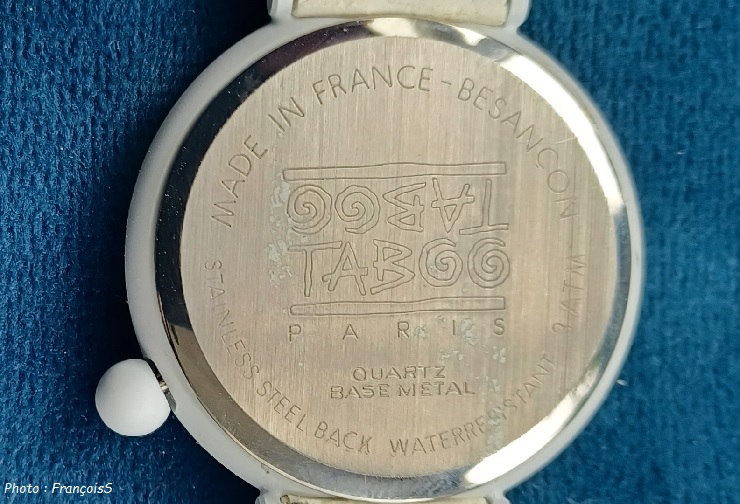 MADE IN FRANCE - BESANCON
TABOO
TABOO
PARIS
QUARTZ
BASE METAL
STAINLESS STEEL BACK WATERRESISTANT 3 ATM
Photo : FrançoisS